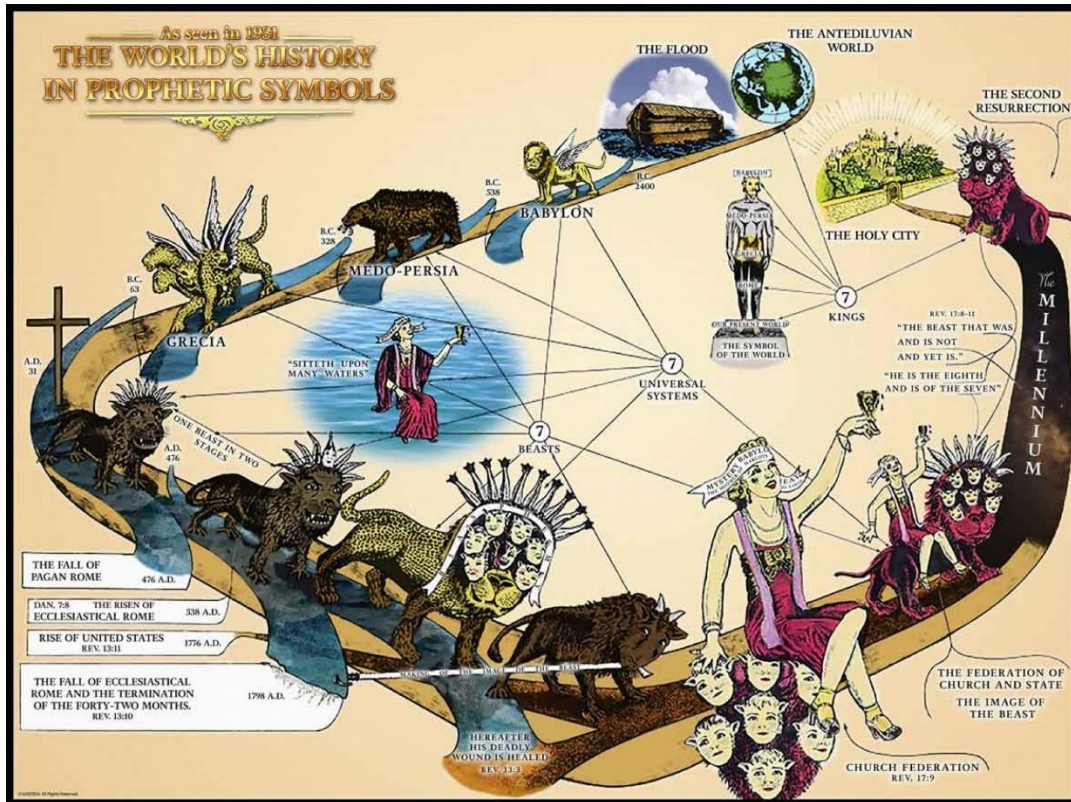 As seen in 1931
THE WORLD'S HISTORY
IN PROPHETIC SYMBOLS
THE FLOOD
THE ANTEDILUVIAN
WORLD
THE SECOND
RESURRECTION
B.C.
2400
B.C.
538
BABYLON
[BABYLON]
MEDO-PERSIA
GRECIA
ROME
OUR PRESENT WORLD?
THE SYMBOL
OF THE WORLD
THE HOLY CITY
B.C.
328
MEDO-PERSIA
B.C.
63
GRECIA
7
KINGS
The
MILLENNIUM
REV. 17:8-11
"THE BEAST THAT WAS
AND IS NOT
AND YET IS."
"HE IS THE EIGHTH
AND IS OF THE SEVEN"
A.D.
31
"SITTETH UPON
MANY WATERS"
7
UNIVERSAL
SYSTEMS
7
BEASTS
ONE BEAST IN TWO
STAGES
A.D.
476
MYSTERY BABYLO
THE FALL OF
PAGAN ROME 476 A.D.
DAN. 7:8 THE RISEN OF
ECCLESIASTICAL ROME 538 A.D.
RISE OF UNITED STATES 1776 A.D.
REV. 13:11
THE FALL OF ECCLESIASTICAL
ROME AND THE TERMINATION
OF THE FORTY-TWO MONTHS.
REV. 13:10
1798 A.D.
MAKING OF THE IMAGE OF THE BEAST
HEREAFTER
HIS DEADLY
WOUND IS HEALED
REV. 13:3
THE FEDERATION OF
CHURCH AND STATE
THE IMAGE OF
THE BEAST
CHURCH FEDERATION
REV. 17:9
All Rights Reserved